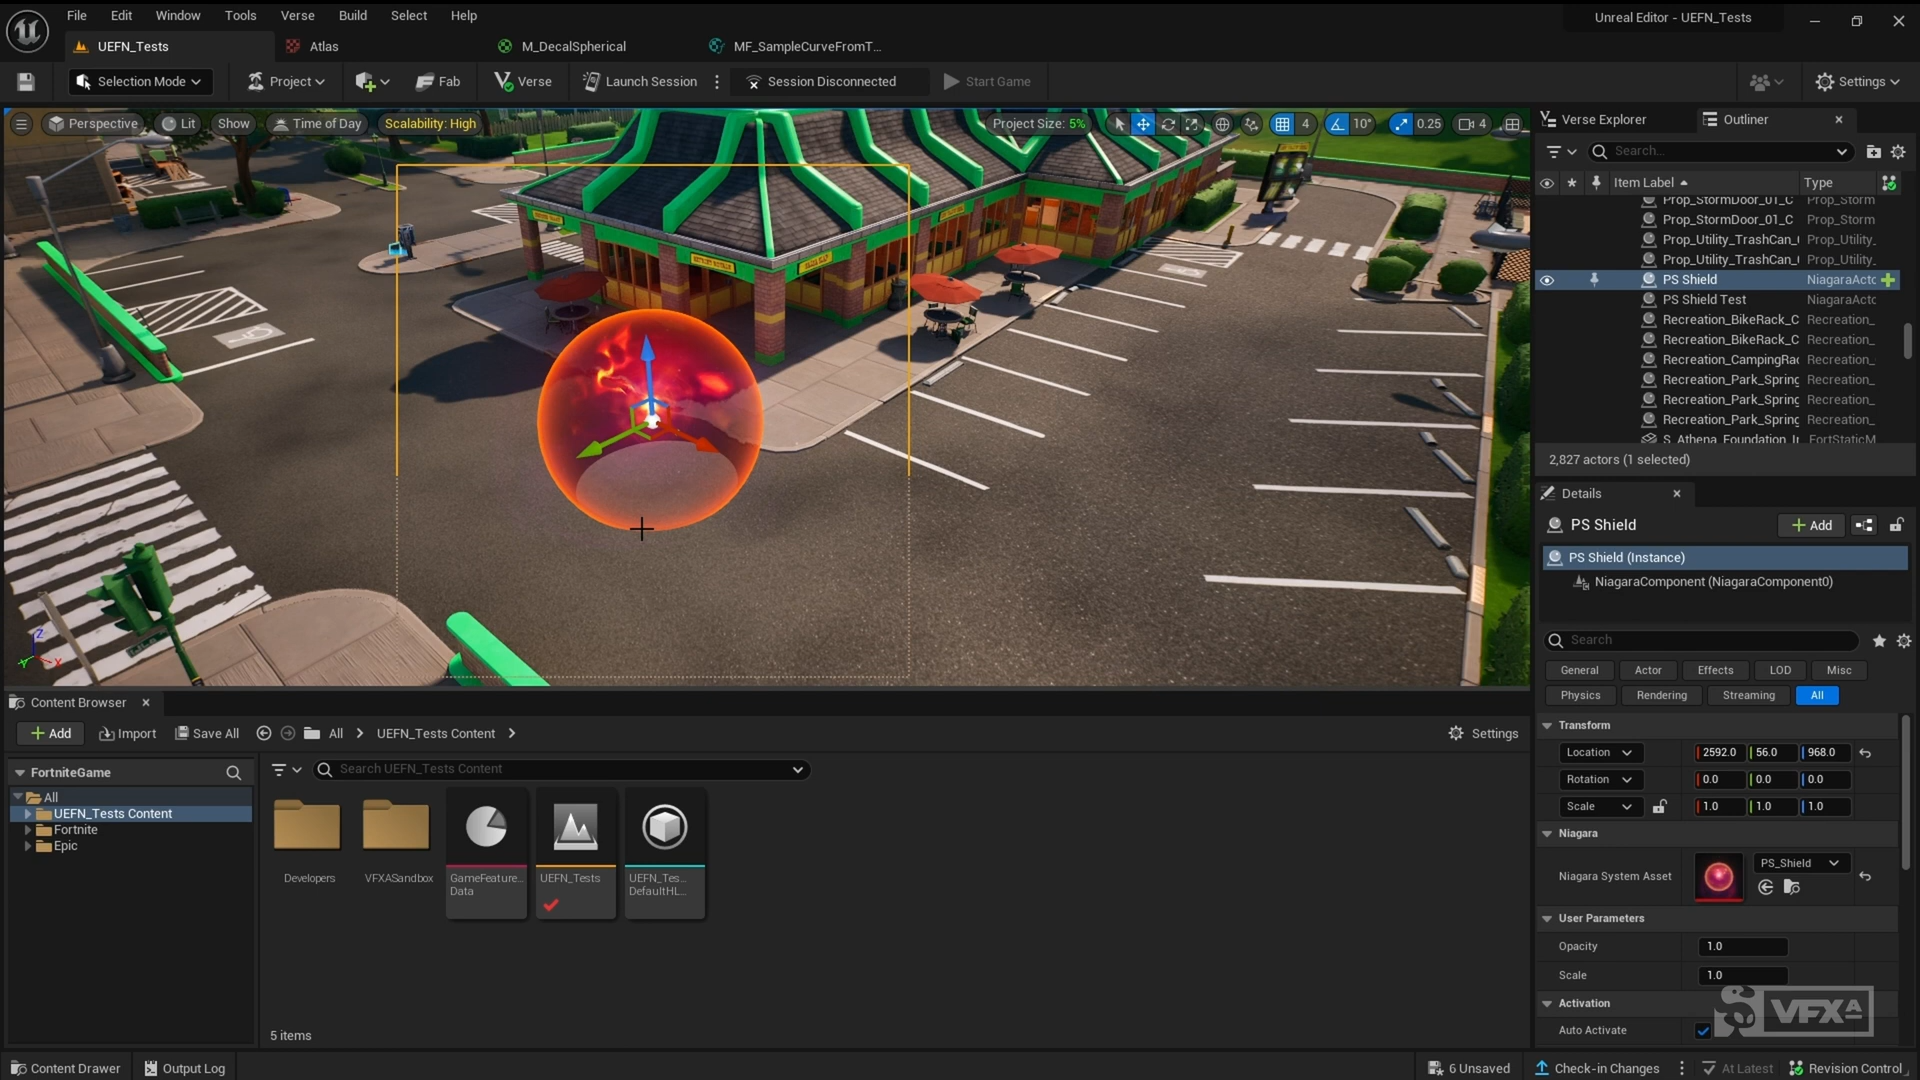 File Edit Window Tools Verse Build Select Help
Unreal Editor - UEFN_Tests
UEFN_Tests
Atlas
M_DecalSpherical
MF_SampleCurveFromT...
Selection Mode
Project
Fab
Verse
Launch Session
Session Disconnected
Start Game
Settings
Perspective
Lit
Show
Time of Day
Scalability: High
Project Size: 5%
4
10°
0.25
4
Verse Explorer
Outliner
Search...
Item Label
Type
Prop_StormDoor_01_C Prop_Storm
Prop_StormDoor_01_C Prop_Storm
Prop_Utility_TrashCan_ Prop_Utility_
Prop_Utility_TrashCan_ Prop_Utility_
PS Shield NiagaraActo
PS Shield Test NiagaraActo
Recreation_BikeRack_C Recreation_
Recreation_BikeRack_C Recreation_
Recreation_CampingRac Recreation_
Recreation_Park_Spring Recreation_
Recreation_Park_Spring Recreation_
Recreation_Park_Spring Recreation_
S_Athena_Foundation_ FortStaticM
2,827 actors (1 selected)
Details
PS Shield
Add
PS Shield (Instance)
NiagaraComponent (NiagaraComponent0)
Search
General Actor Effects LOD Misc
Physics Rendering Streaming All
Transform
Location 2592.0 56.0 968.0
Rotation 0.0 0.0 0.0
Scale 1.0 1.0 1.0
Niagara
Niagara System Asset
PS_Shield
User Parameters
Opacity 1.0
Scale 1.0
Activation
Auto Activate
VFXA
Z
Y
X
Content Browser
Add
Import
Save All
All
UEFN_Tests Content
Settings
FortniteGame
Search UEFN_Tests Content
All
UEFN_Tests Content
Fortnite
Epic
Developers
VFXASandbox
GameFeature...
Data
UEFN_Tests
UEFN_Tes...
DefaultHL...
5 items
Content Drawer
Output Log
6 Unsaved
Check-in Changes
At Latest
Revision Control